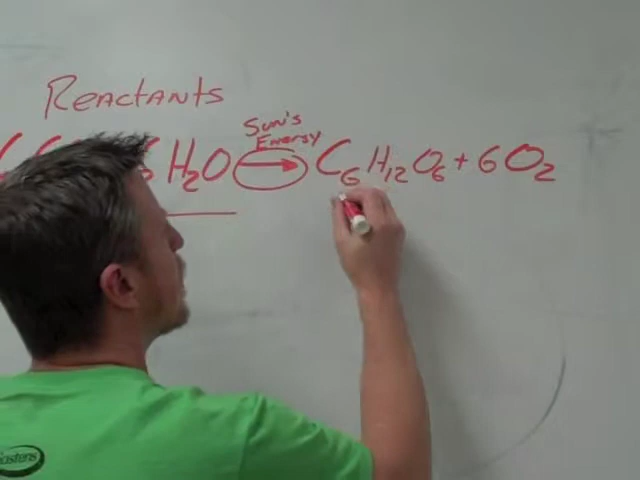 Reactants
Sun's
Energy
H2O → C6H12O6 + 6O2